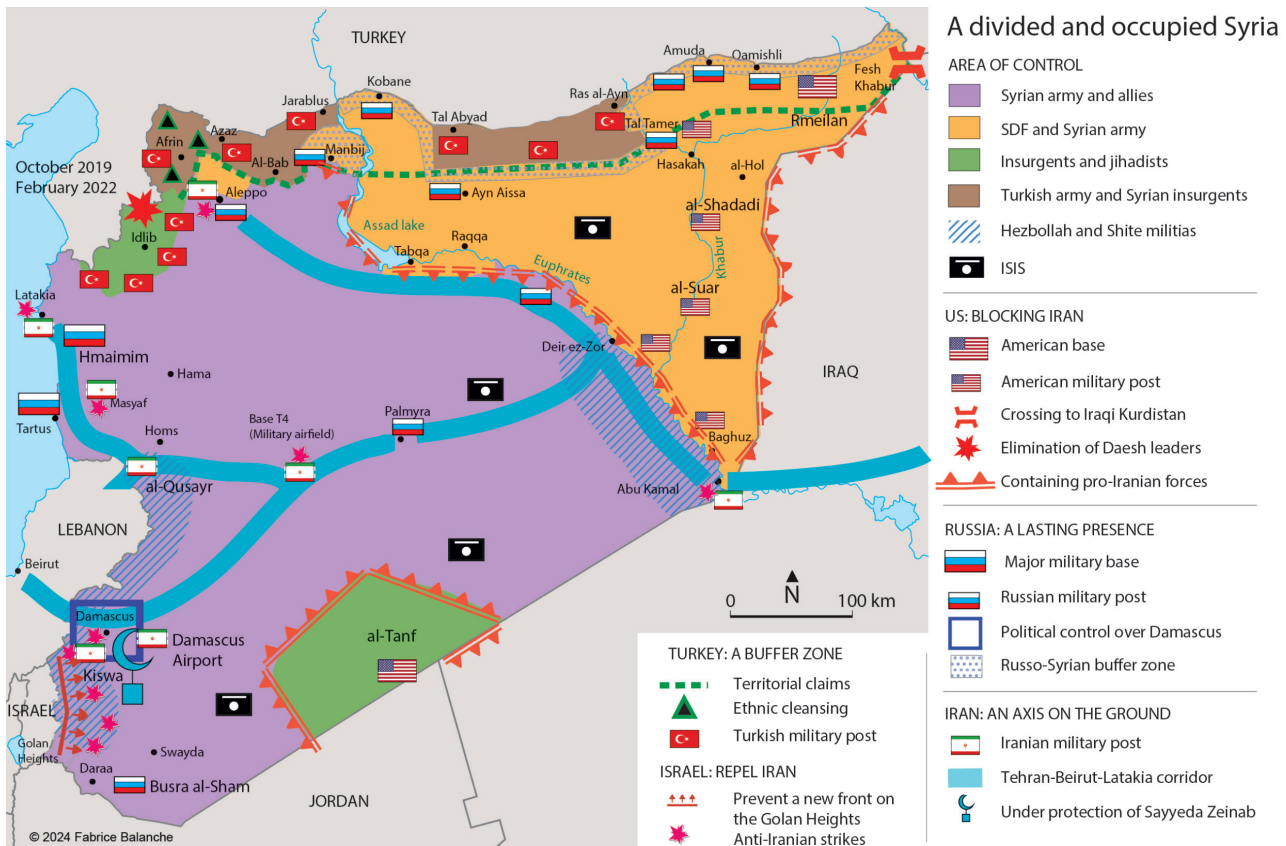 A divided and occupied Syria
AREA OF CONTROL
Syrian army and allies
SDF and Syrian army
Insurgents and jihadists
Turkish army and Syrian insurgents
Hezbollah and Shite militias
ISIS
US: BLOCKING IRAN
American base
American military post
Crossing to Iraqi Kurdistan
Elimination of Daesh leaders
Containing pro-Iranian forces
RUSSIA: A LASTING PRESENCE
Major military base
Russian military post
Political control over Damascus
Russo-Syrian buffer zone
IRAN: AN AXIS ON THE GROUND
Iranian military post
Tehran-Beirut-Latakia corridor
Under protection of Sayyeda Zeinab
TURKEY: A BUFFER ZONE
Territorial claims
Ethnic cleansing
Turkish military post
ISRAEL: REPEL IRAN
Prevent a new front on
the Golan Heights
Anti-Iranian strikes
TURKEY
Amuda
Qamishli
Fesh
Khabur
Kobane
Jarablus
Ras al-Ayn
Tal Abyad
Rmeilan
Tal Tamer
Azaz
Afrin
Al-Bab
Manbij
Hasakah
al-Hol
October 2019
February 2022
Aleppo
Ayn Aissa
al-Shadadi
Idlib
Assad lake
Raqqa
Tabqa
Euphrates
Khabur
al-Suar
Latakia
Hmaimim
Deir ez-Zor
IRAQ
Hama
Masyaf
Tartus
Homs
Base T4
(Military airfield)
Palmyra
Baghuz
al-Qusayr
Abu Kamal
LEBANON
Beirut
Damascus
Damascus
Airport
Kiswa
al-Tanf
N
0
100 km
ISRAEL
Golan
Heights
Swayda
Daraa
Busra al-Sham
JORDAN
© 2024 Fabrice Balanche